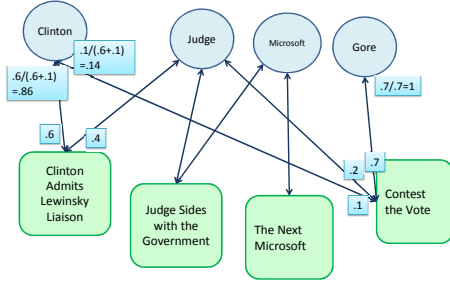 Clinton
Judge
Microsoft
Gore
.1/(.6+.1)
=.14
.6/(.6+.1)
=.86
.7/.7=1
.6
.4
.2
.7
.1
Clinton
Admits
Lewinsky
Liaison
Judge Sides
with the
Government
The Next
Microsoft
Contest
the Vote